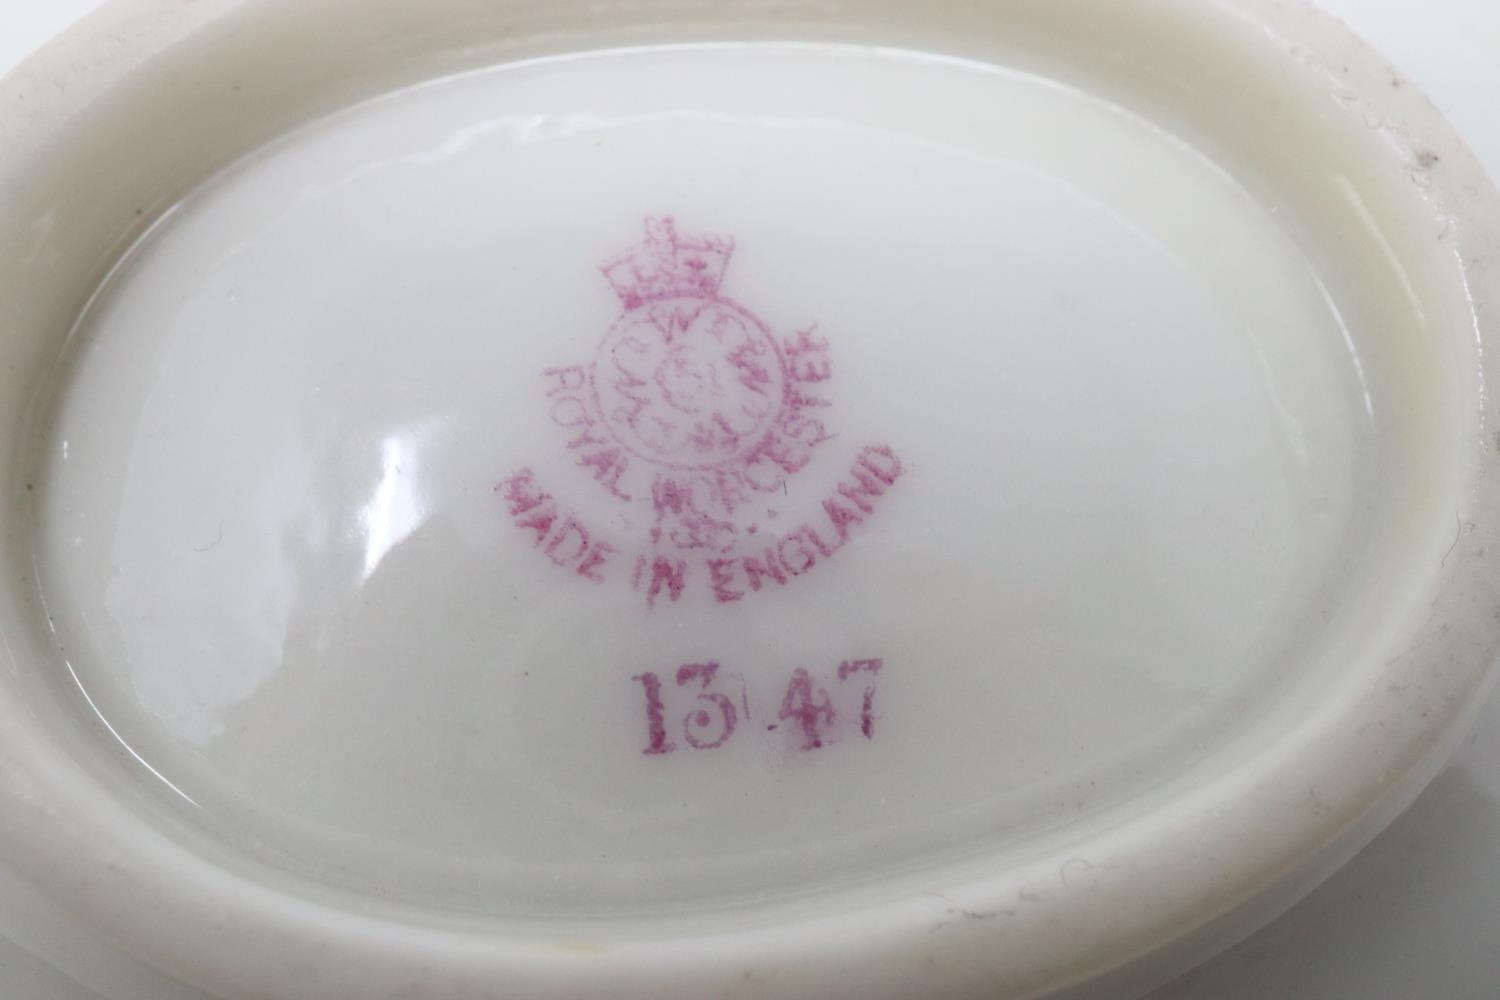 ROYAL WORCESTER
MADE IN ENGLAND
1347